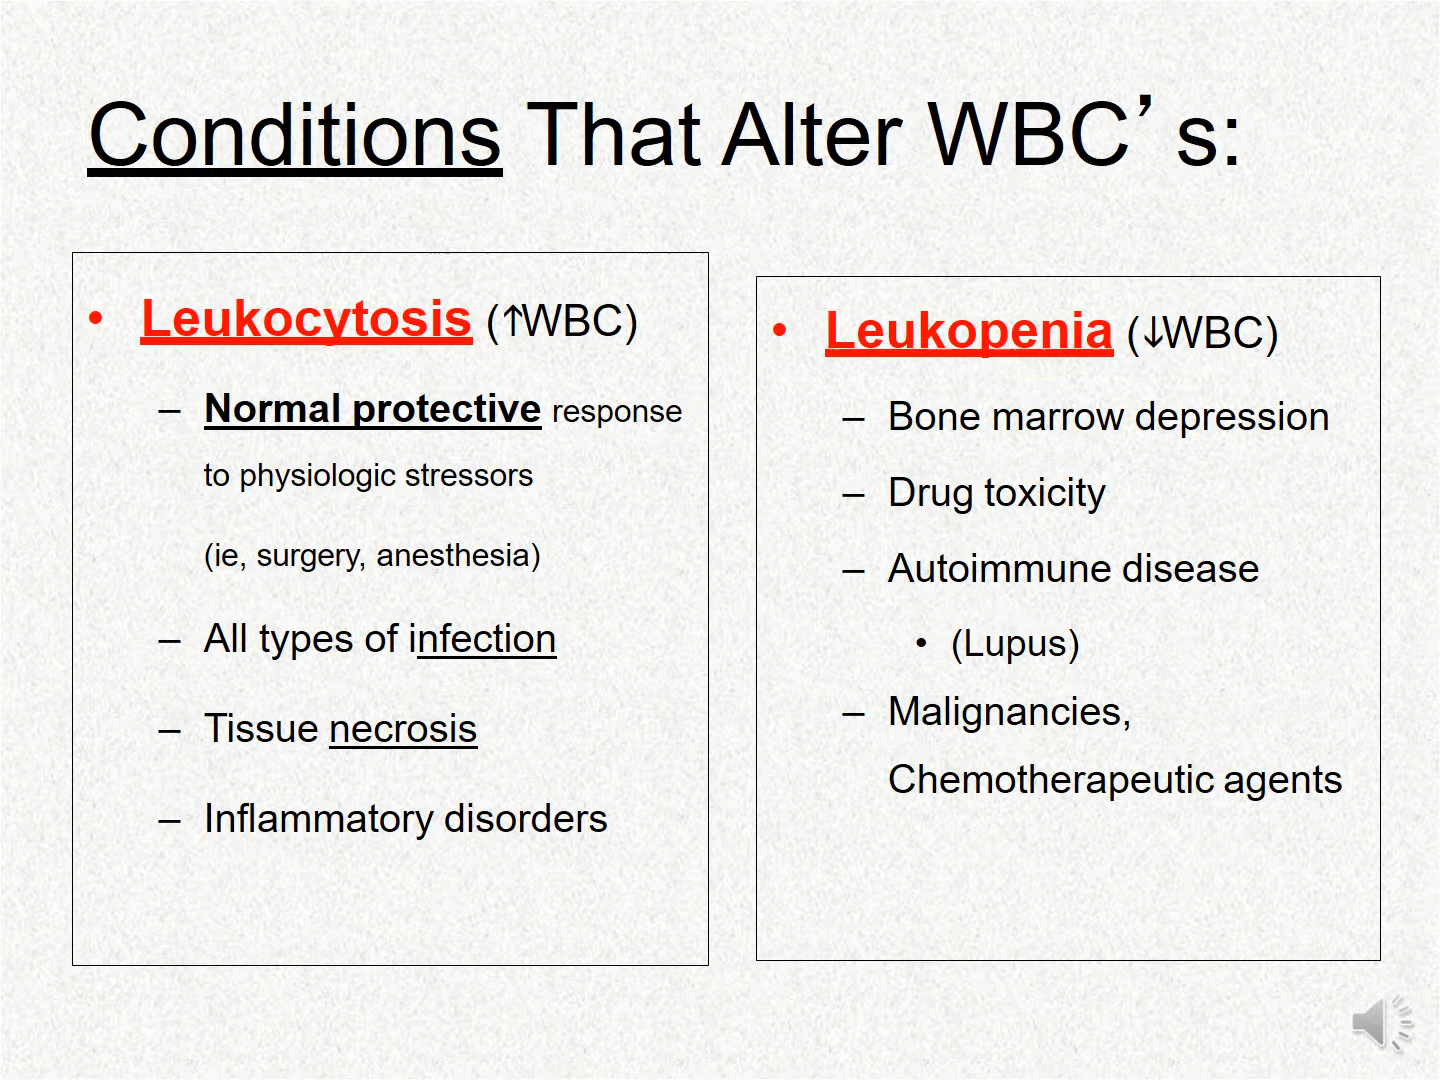 Conditions That Alter WBC’s:
• Leukocytosis (↑WBC)
– Normal protective response
to physiologic stressors
(ie, surgery, anesthesia)
– All types of infection
– Tissue necrosis
– Inflammatory disorders
• Leukopenia (↓WBC)
– Bone marrow depression
– Drug toxicity
– Autoimmune disease
• (Lupus)
– Malignancies,
Chemotherapeutic agents